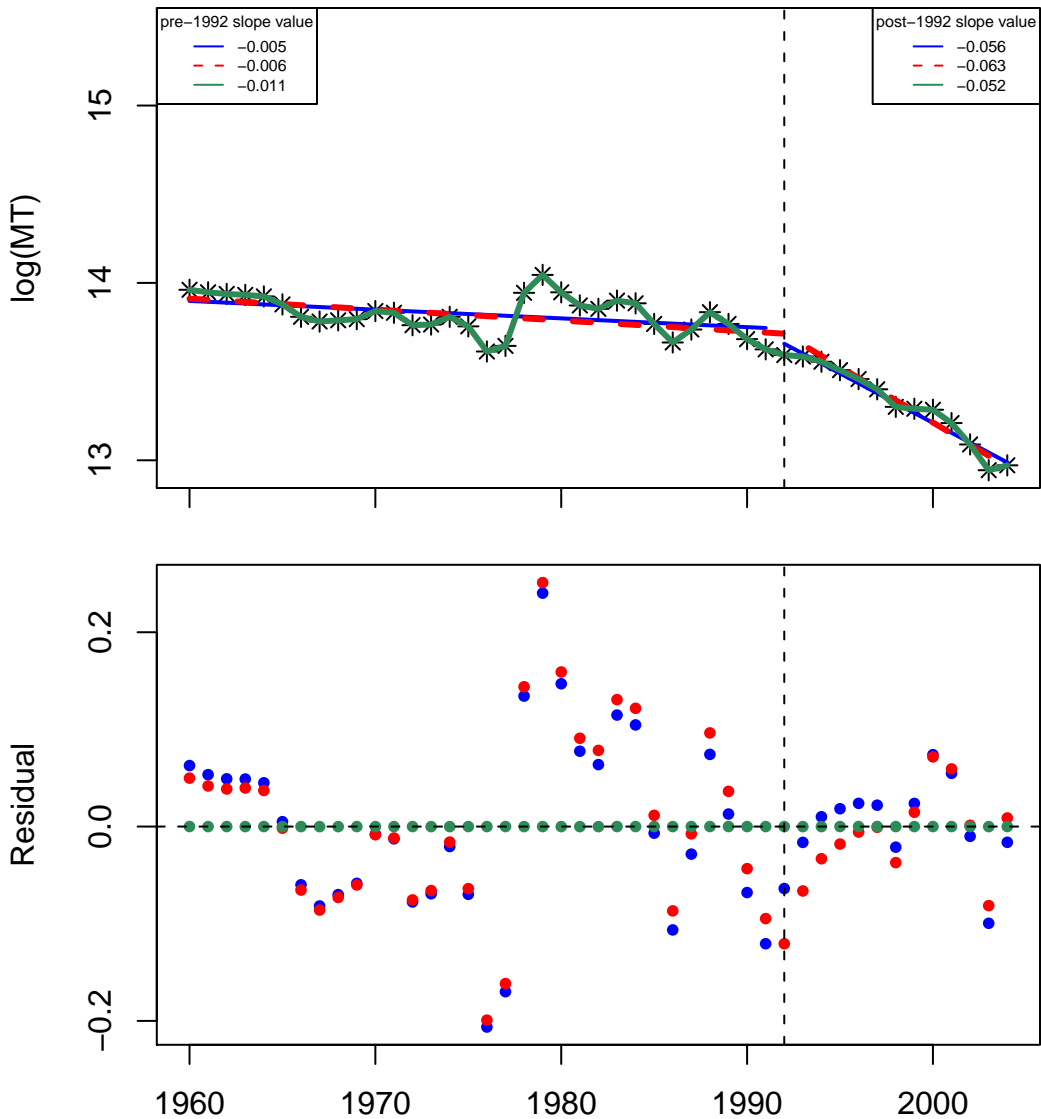 pre−1992 slope value
−0.005
−0.006
−0.011
post−1992 slope value
−0.056
−0.063
−0.052
log(MT)
15
14
13
Residual
0.2
0.0
−0.2
1960 1970 1980 1990 2000